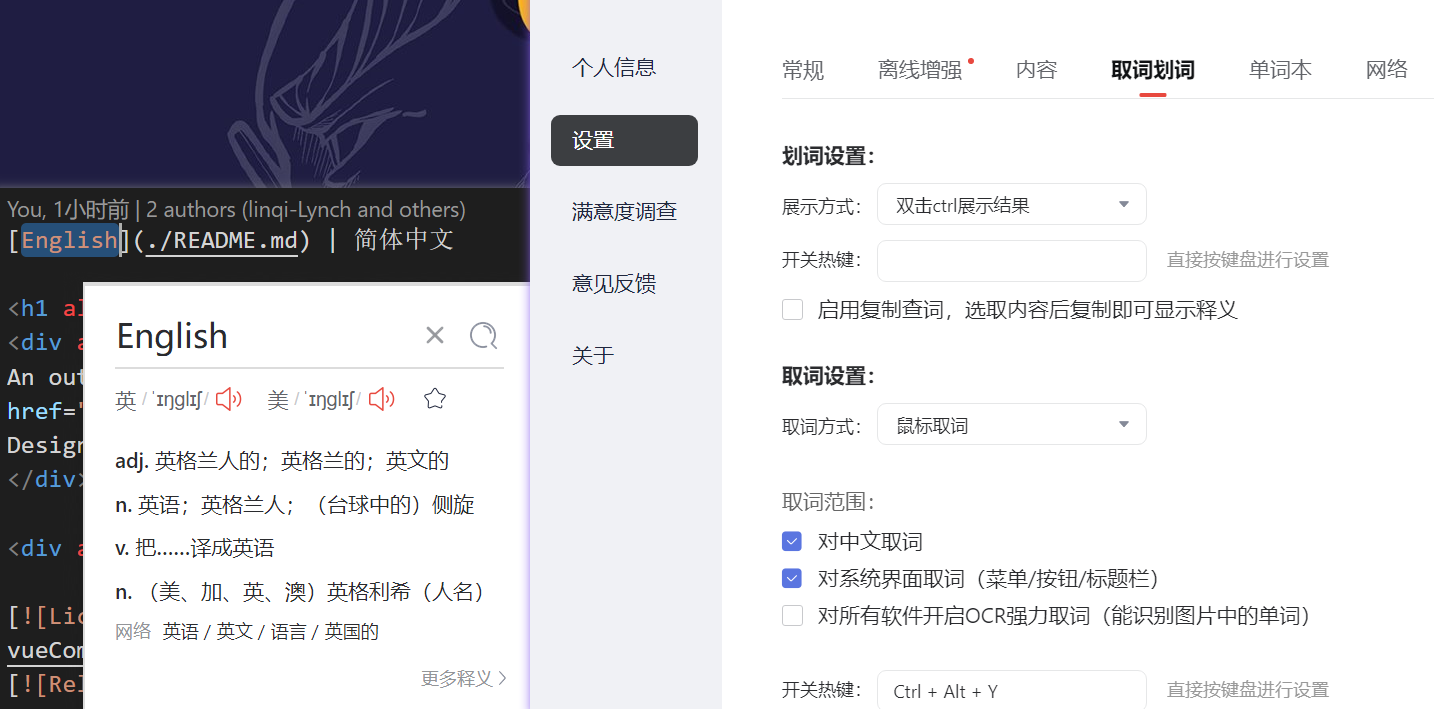 You, 1小时前 | 2 authors (linqi-Lynch and others)
[English](./README.md) | 简体中文
<h1
<div
An
href="
Design
</div>
<div
[![Lic
vueCom
[![Rel
English
英 / ˈɪŋglɪʃ/ 美 / ˈɪŋglɪʃ/
adj. 英格兰人的；英格兰的；英文的
n. 英语；英格兰人；（台球中的）侧旋
v. 把……译成英语
n. （美、加、英、澳）英格利希（人名）
网络 英语 / 英文 / 语言 / 英国的
更多释义
个人信息
设置
满意度调查
意见反馈
关于
常规 离线增强 内容 取词划词 单词本 网络
划词设置：
展示方式： 双击ctrl展示结果
开关热键： 直接按键盘进行设置
启用复制查词，选取内容后复制即可显示释义
取词设置：
取词方式： 鼠标取词
取词范围：
对中文取词
对系统界面取词（菜单/按钮/标题栏）
对所有软件开启OCR强力取词（能识别图片中的单词）
开关热键： Ctrl + Alt + Y 直接按键盘进行设置